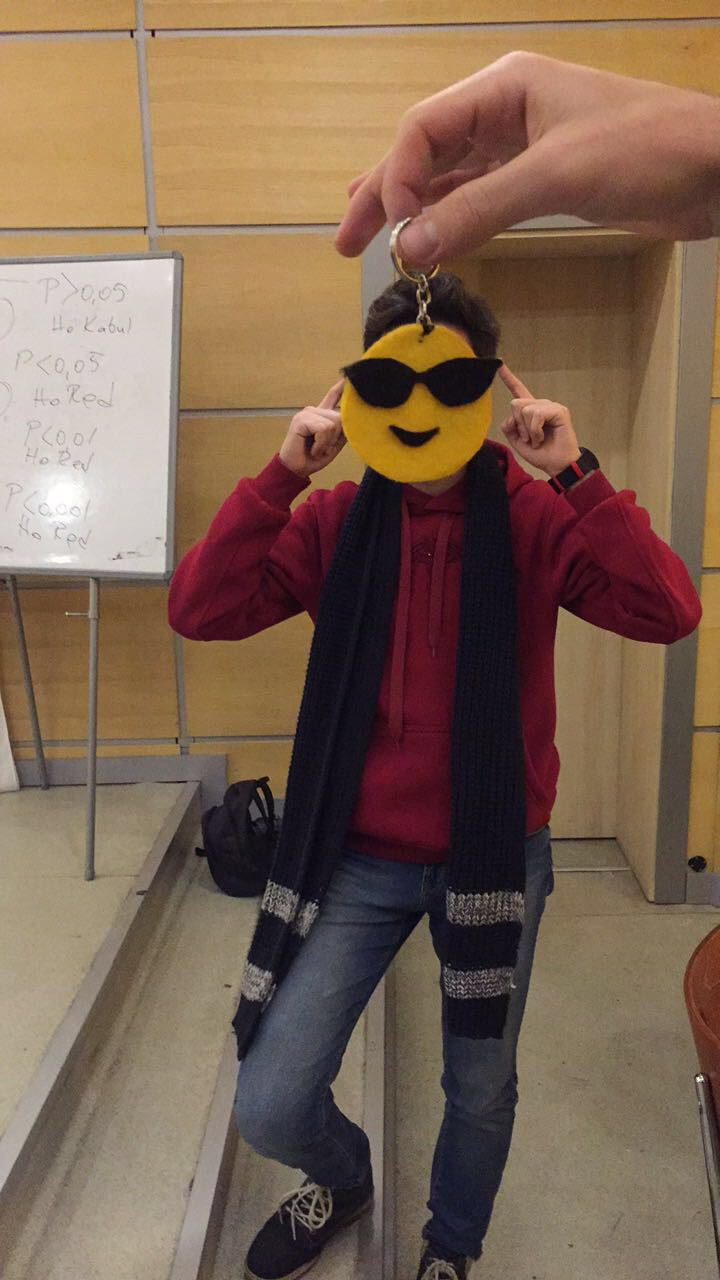 P>0,05
Ho Kabul
P<0,05
Ho Red
P<0,01
Ho Red
P<0,001
Ho Red